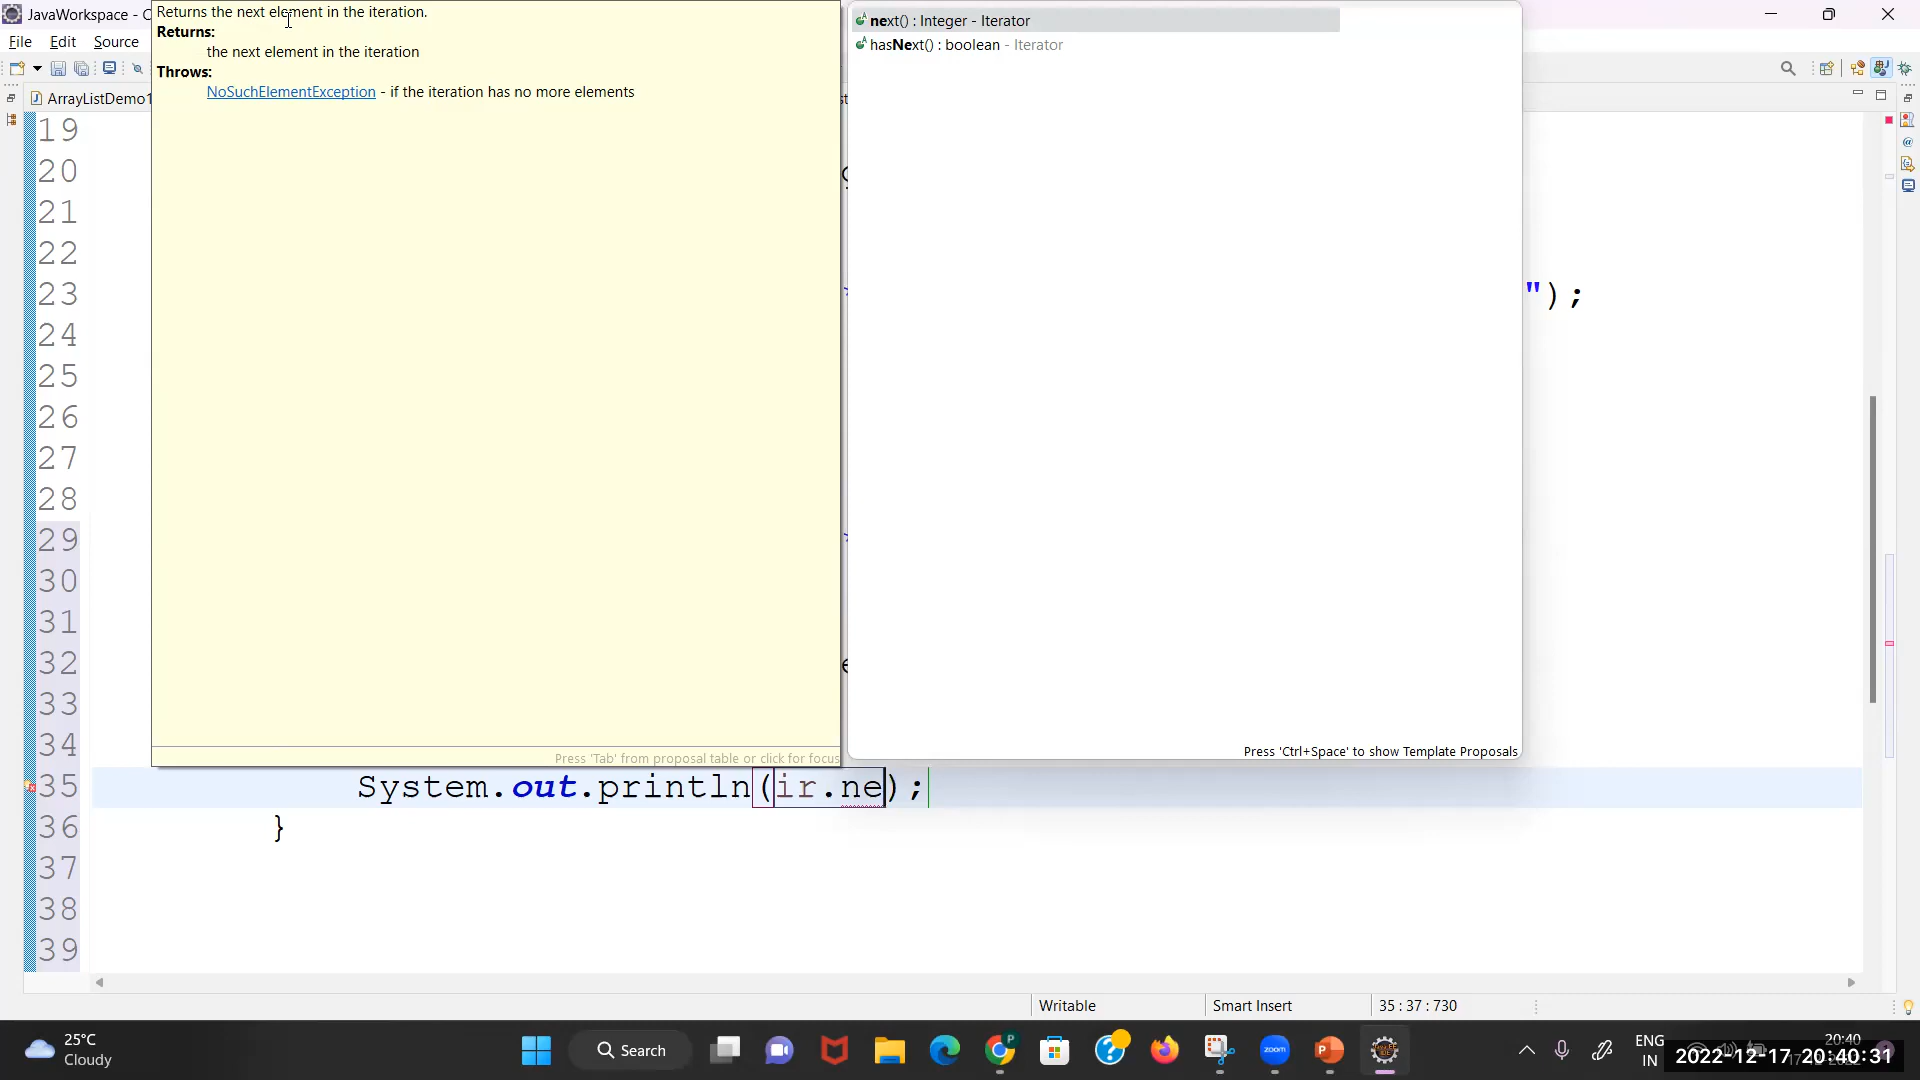 JavaWorkspace - C
File Edit Source
ArrayListDemo1
Returns the next element in the iteration.
Returns:
the next element in the iteration
Throws:
NoSuchElementException - if the iteration has no more elements
Press 'Tab' from proposal table or click for focus
next() : Integer - Iterator
hasNext() : boolean - Iterator
Press 'Ctrl+Space' to show Template Proposals
19
20
21
22
23 ");
24
25
26
27
28
29
30
31
32
33
34
35 System.out.println(ir.ne);
36 }
37
38
39
Writable Smart Insert 35 : 37 : 730
25°C
Cloudy
Search
zoom
ENG
IN
20:40
2022-12-17 20:40:31